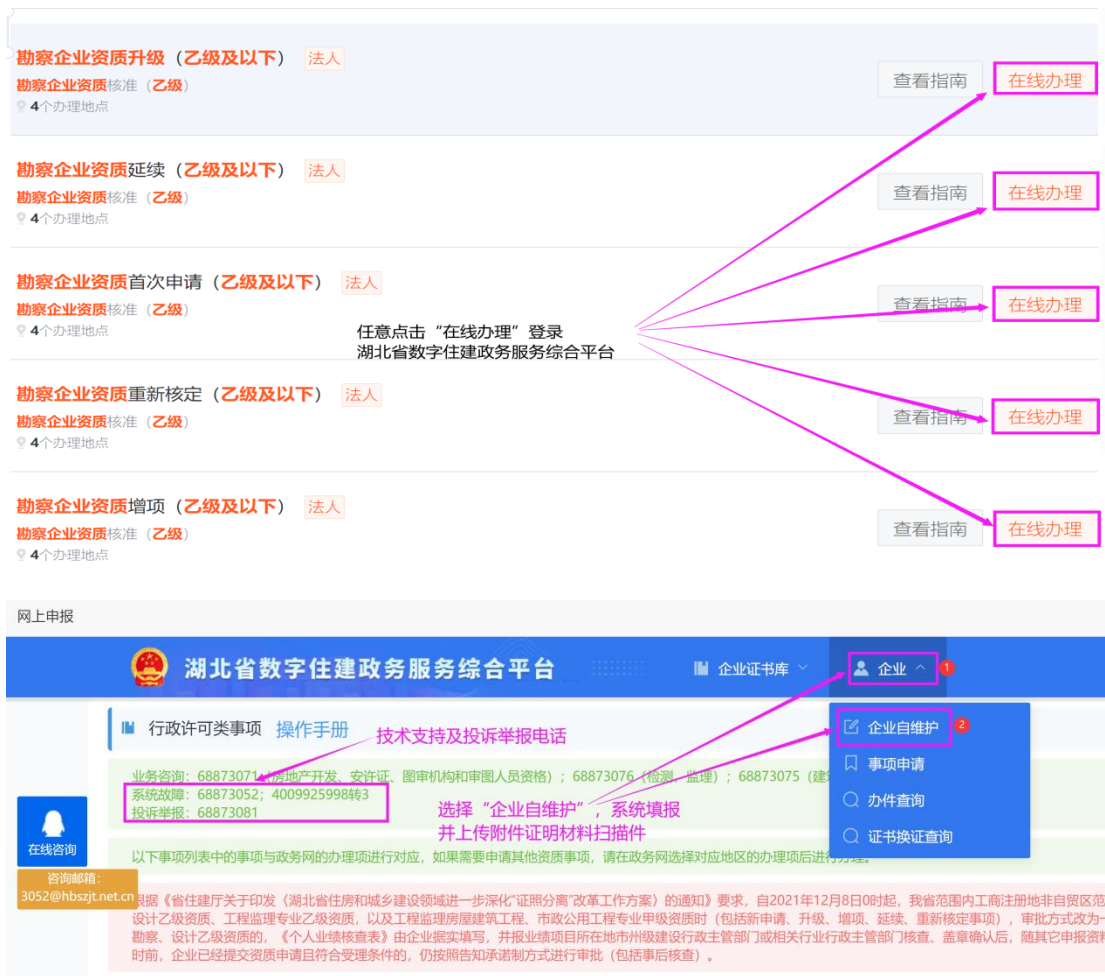 勘察企业资质升级（乙级及以下） 法人
勘察企业资质核准（乙级）
4个办理地点
查看指南 在线办理
勘察企业资质延续（乙级及以下） 法人
勘察企业资质核准（乙级）
4个办理地点
查看指南 在线办理
勘察企业资质首次申请（乙级及以下） 法人
勘察企业资质核准（乙级）
4个办理地点
查看指南 在线办理
任意点击“在线办理”登录
湖北省数字住建政务服务综合平台
勘察企业资质重新核定（乙级及以下） 法人
勘察企业资质核准（乙级）
4个办理地点
查看指南 在线办理
勘察企业资质增项（乙级及以下） 法人
勘察企业资质核准（乙级）
4个办理地点
查看指南 在线办理
网上申报
湖北省数字住建政务服务综合平台 企业证书库 企业 1
企业自维护 2
事项申请
办件查询
证书换证查询
行政许可类事项 操作手册
技术支持及投诉举报电话
业务咨询：68873071（房地产开发、安许证、图审机构和审图人员资格）；68873076（检测、监理）；68873075（建
系统故障：68873052；4009925998转3
投诉举报：68873081
选择“企业自维护”，系统填报
并上传附件证明材料扫描件
在线咨询
咨询邮箱：
3052@hbszjt.net.cn
以下事项列表中的事项与政务网的办理项进行对应，如果需要申请其他资质事项，请在政务网选择对应地区的办理项后进行办理。
根据《省住建厅关于印发〈湖北省住房和城乡建设领域进一步深化“证照分离”改革工作方案〉的通知》要求，自2021年12月8日0时起，我省范围内工商注册地非自贸区范
设计乙级资质、工程监理专业乙级资质，以及工程监理房屋建筑工程、市政公用工程专业甲级资质时（包括新申请、升级、增项、延续、重新核定事项），审批方式改为一
勘察、设计乙级资质的，《个人业绩核查表》由企业据实填写，并报业绩项目所在地市州级建设行政主管部门或相关行业行政主管部门核查、盖章确认后，随其它申报资料
时前，企业已经提交资质申请且符合受理条件的，仍按照告知承诺制方式进行审批（包括事后核查）。